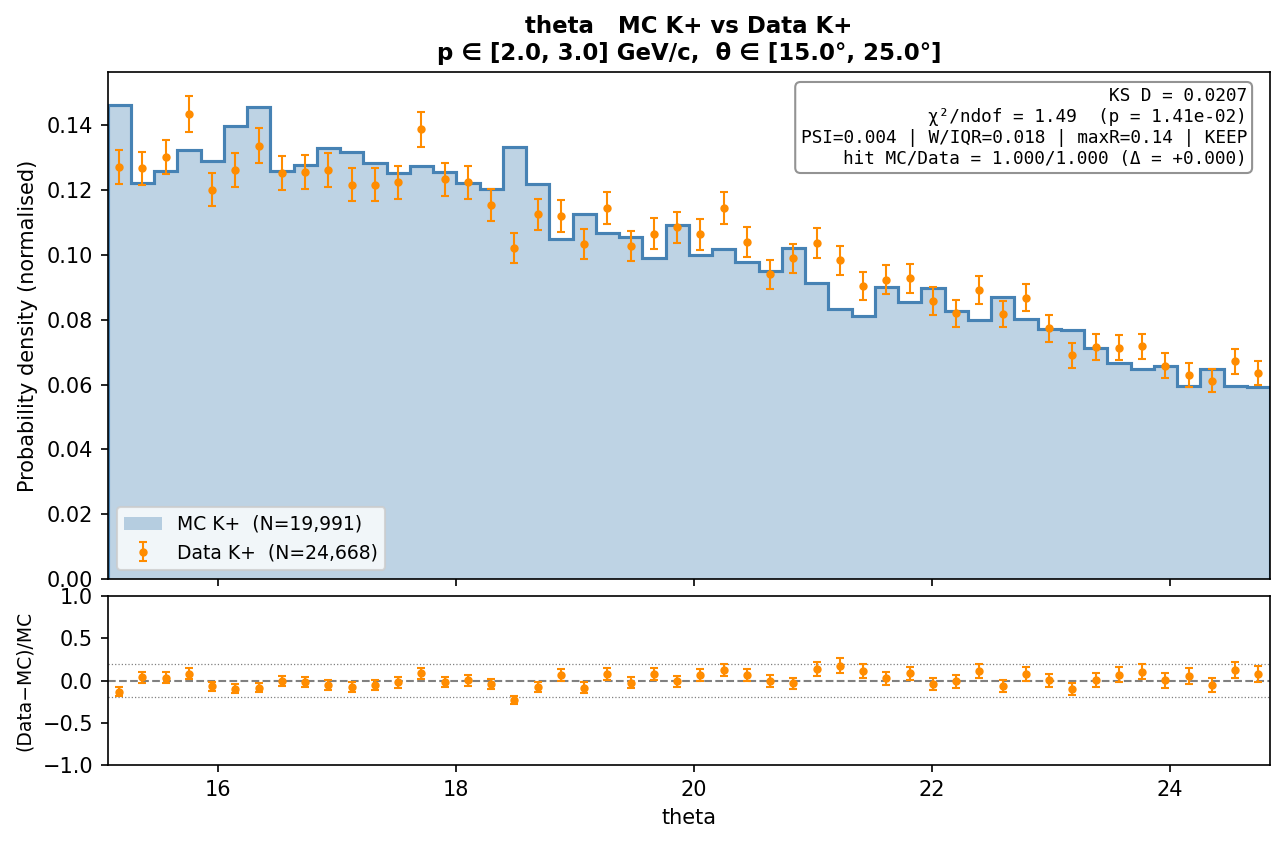 theta   MC K+ vs Data K+
p ∈ [2.0, 3.0] GeV/c,  θ ∈ [15.0°, 25.0°]
KS D = 0.0207
χ²/ndof = 1.49  (p = 1.41e-02)
PSI=0.004 | W/IQR=0.018 | maxR=0.14 | KEEP
hit MC/Data = 1.000/1.000 (Δ = +0.000)
Probability density (normalised)
0.14
0.12
0.10
0.08
0.06
0.04
0.02
0.00
MC K+  (N=19,991)
Data K+  (N=24,668)
(Data−MC)/MC
1.0
0.5
0.0
−0.5
−1.0
16 18 20 22 24
theta